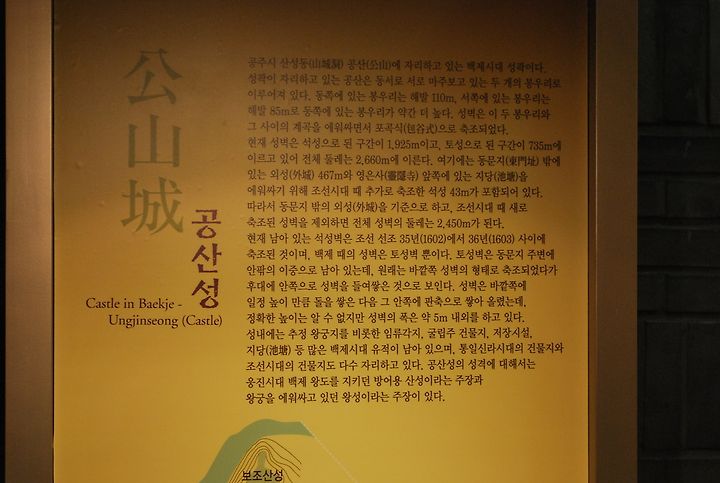 公山城
공산성
Castle in Baekje -
Ungjinseong (Castle)
공주시 산성동(山城洞) 공산(公山)에 자리하고 있는 백제시대 성곽이다.
성곽이 자리하고 있는 공산은 동서로 서로 마주보고 있는 두 개의 봉우리로
이루어져 있다. 동쪽에 있는 봉우리는 해발 110m, 서쪽에 있는 봉우리는
해발 85m로 동쪽에 있는 봉우리가 약간 더 높다. 성벽은 이 두 봉우리와
그 사이의 계곡을 에워싸면서 포곡식(包谷式)으로 축조되었다.
현재 성벽은 석성으로 된 구간이 1,925m이고, 토성으로 된 구간이 735m에
이르고 있어 전체 둘레는 2,660m에 이른다. 여기에는 동문지(東門址) 밖에
있는 외성(外城) 467m와 영은사(靈隱寺) 앞쪽에 있는 지당(池塘)을
에워싸기 위해 조선시대 때 추가로 축조한 석성 43m가 포함되어 있다.
따라서 동문지 밖의 외성(外城)을 기준으로 하고, 조선시대 때 새로
축조된 성벽을 제외하면 전체 성벽의 둘레는 2,450m가 된다.
현재 남아 있는 석성벽은 조선 선조 35년(1602)에서 36년(1603) 사이에
축조된 것이며, 백제 때의 성벽은 토성벽 뿐이다. 토성벽은 동문지 주변에
안팎의 이중으로 남아 있는데, 원래는 바깥쪽 성벽의 형태로 축조되었다가
후대에 안쪽으로 성벽을 들여쌓은 것으로 보인다. 성벽은 바깥쪽에
일정 높이 만큼 돌을 쌓은 다음 그 안쪽에 판축으로 쌓아 올렸는데,
정확한 높이는 알 수 없지만 성벽의 폭은 약 5m 내외를 하고 있다.
성내에는 추정 왕궁지를 비롯한 임류각지, 굴립주 건물지, 저장시설,
지당(池塘) 등 많은 백제시대 유적이 남아 있으며, 통일신라시대의 건물지와
조선시대의 건물지도 다수 자리하고 있다. 공산성의 성격에 대해서는
웅진시대 백제 왕도를 지키던 방어용 산성이라는 주장과
왕궁을 에워싸고 있던 왕성이라는 주장이 있다.
보조산성